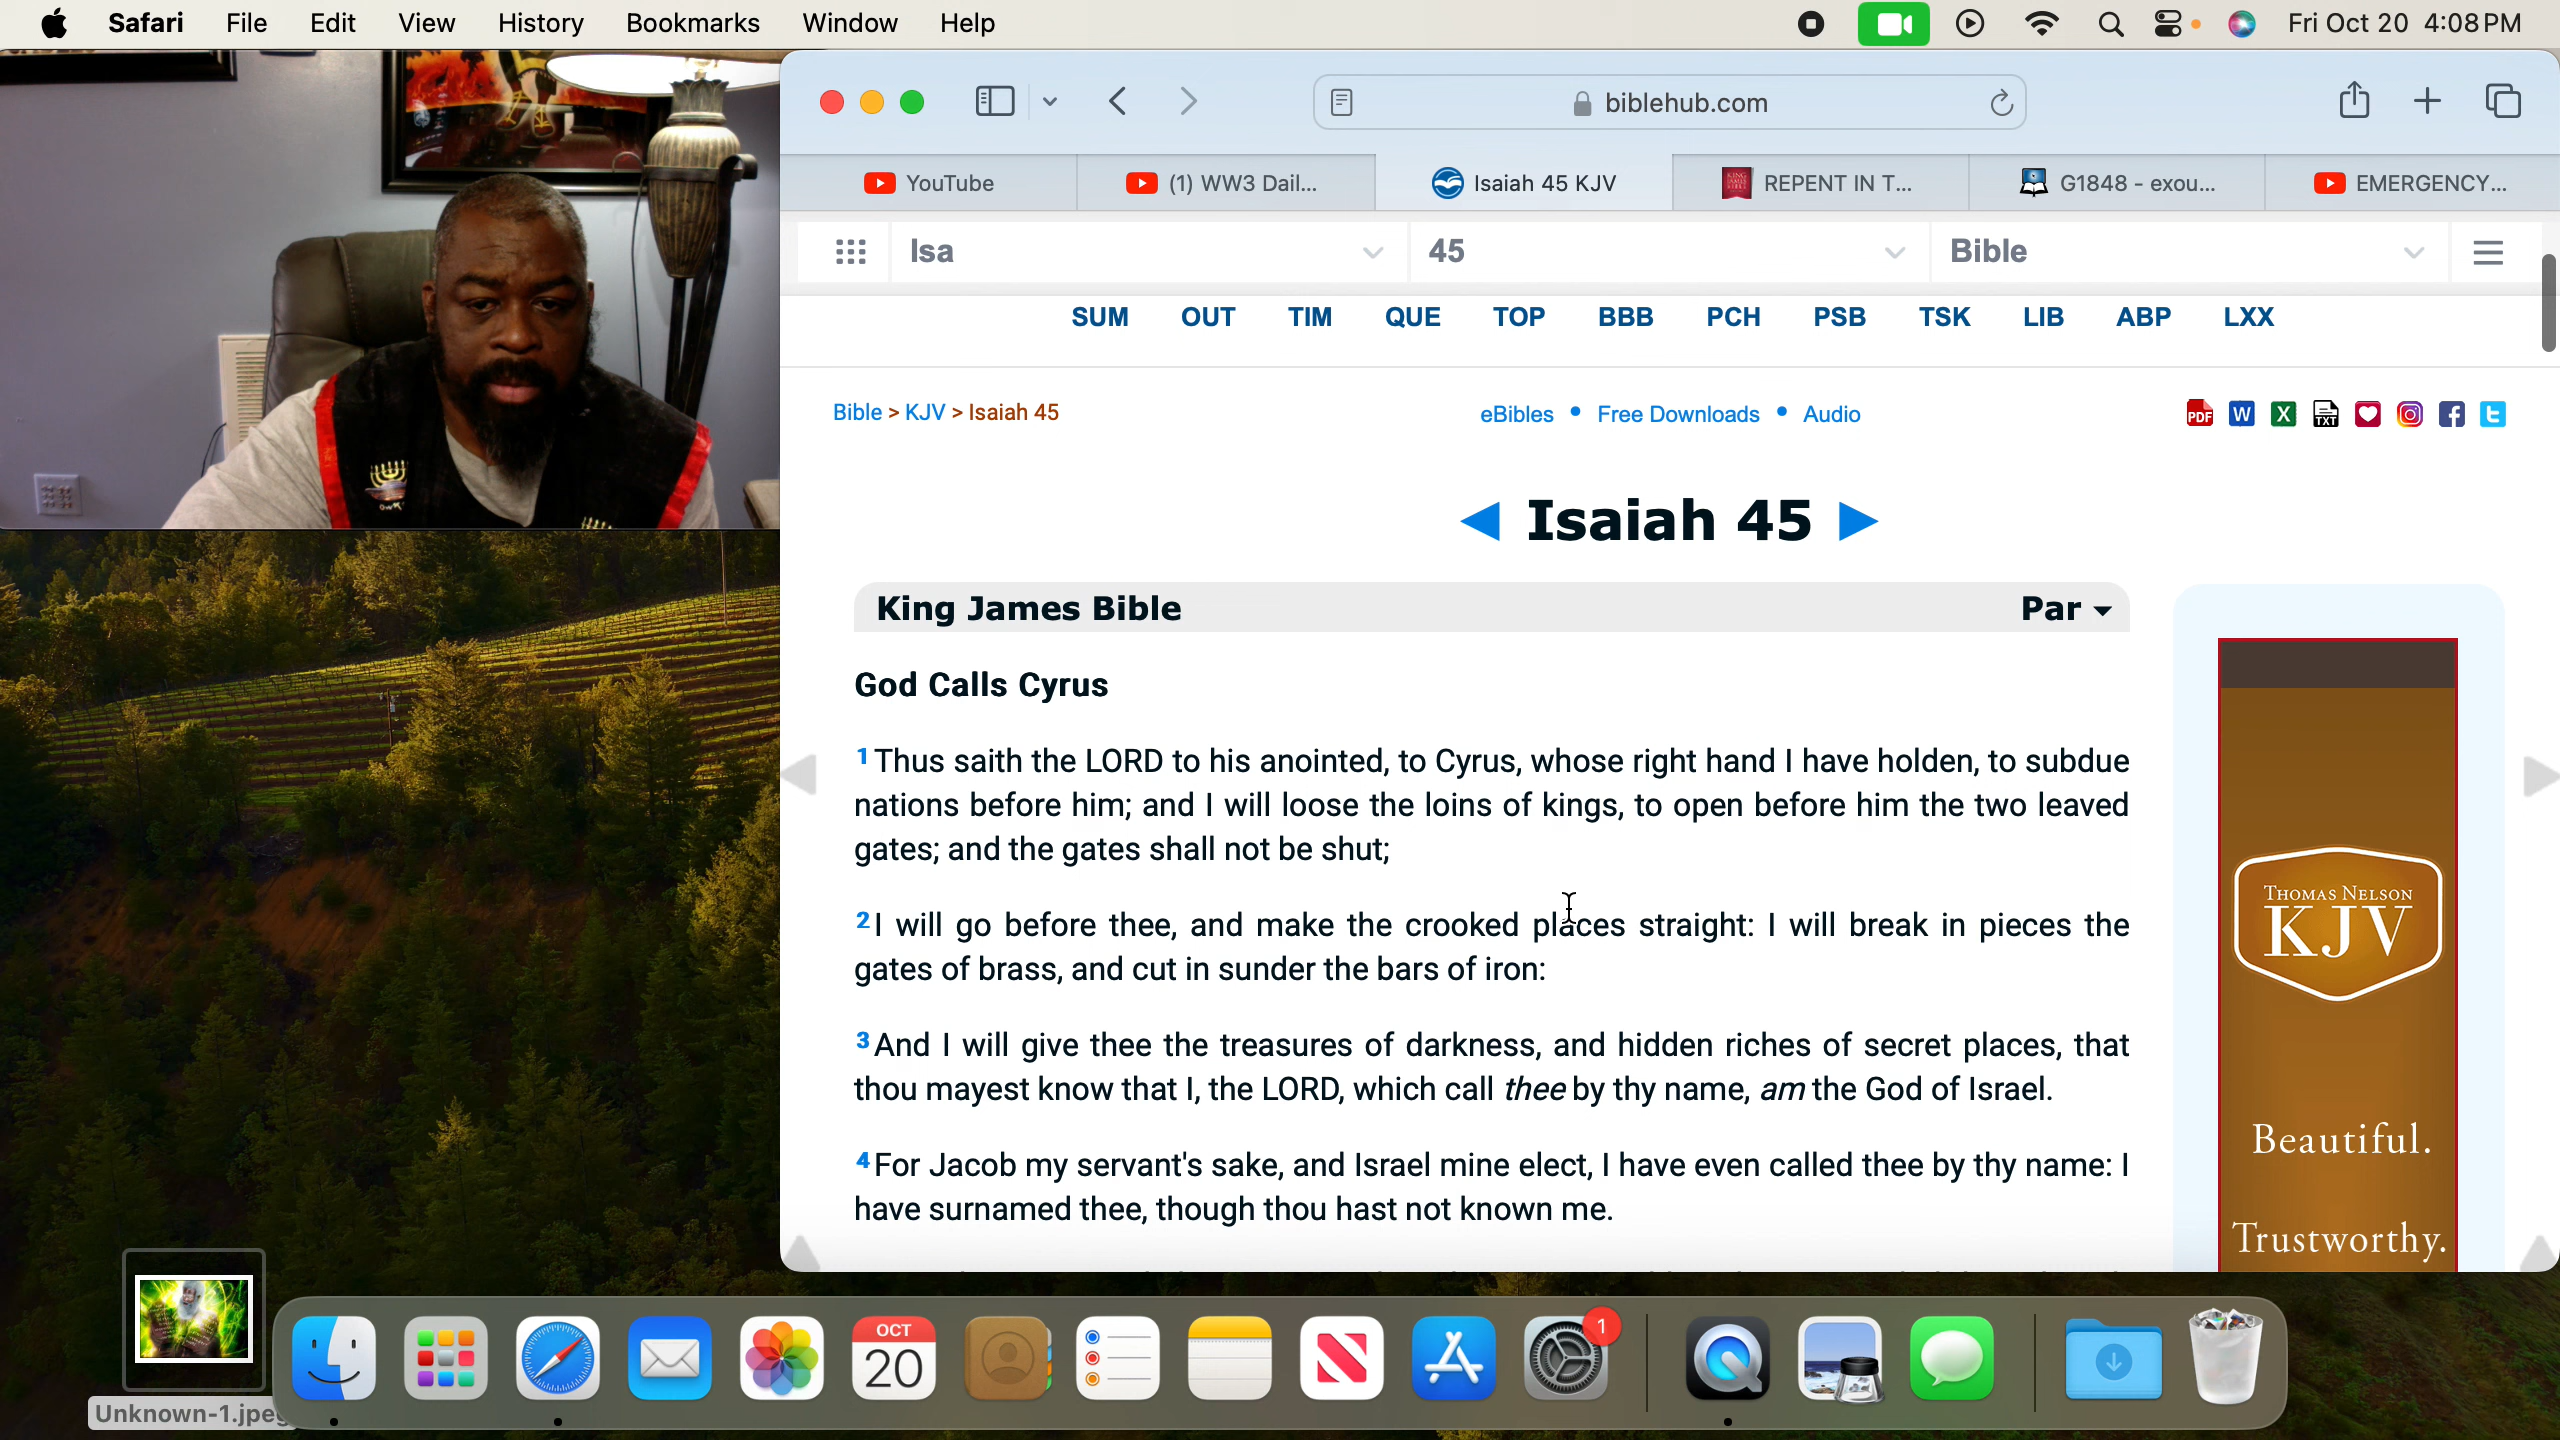 Safari File Edit View History Bookmarks Window Help Fri Oct 20 4:08 PM
biblehub.com
YouTube (1) WW3 Dail... Isaiah 45 KJV REPENT IN T... G1848 - exou... EMERGENCY...
Isa 45 Bible
SUM OUT TIM QUE TOP BBB PCH PSB TSK LIB ABP LXX
Bible > KJV > Isaiah 45 eBibles • Free Downloads • Audio PDF W X TXT
◀ Isaiah 45 ▶
King James Bible Par
God Calls Cyrus
1 Thus saith the LORD to his anointed, to Cyrus, whose right hand I have holden, to subdue
nations before him; and I will loose the loins of kings, to open before him the two leaved
gates; and the gates shall not be shut;
2 I will go before thee, and make the crooked places straight: I will break in pieces the
gates of brass, and cut in sunder the bars of iron:
3 And I will give thee the treasures of darkness, and hidden riches of secret places, that
thou mayest know that I, the LORD, which call thee by thy name, am the God of Israel.
4 For Jacob my servant's sake, and Israel mine elect, I have even called thee by thy name: I
have surnamed thee, though thou hast not known me.
THOMAS NELSON
KJV
Beautiful.
Trustworthy.
OCT
20
1
Unknown-1.jpeg